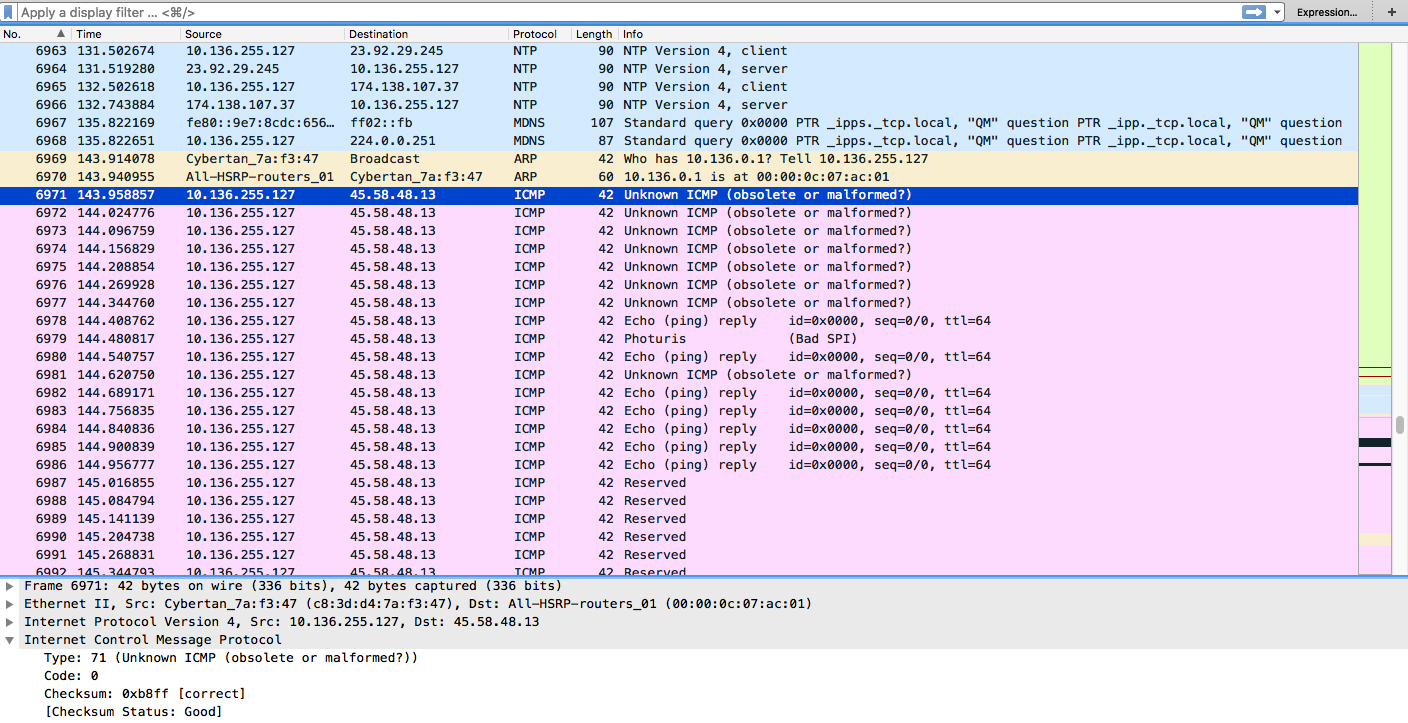 Apply a display filter ... <⌘/> Expression... +
No. Time Source Destination Protocol Length Info
6963 131.502674 10.136.255.127 23.92.29.245 NTP 90 NTP Version 4, client
6964 131.519280 23.92.29.245 10.136.255.127 NTP 90 NTP Version 4, server
6965 132.502618 10.136.255.127 174.138.107.37 NTP 90 NTP Version 4, client
6966 132.743884 174.138.107.37 10.136.255.127 NTP 90 NTP Version 4, server
6967 135.822169 fe80::9e7:8cdc:656… ff02::fb MDNS 107 Standard query 0x0000 PTR _ipps._tcp.local, "QM" question PTR _ipp._tcp.local, "QM" question
6968 135.822651 10.136.255.127 224.0.0.251 MDNS 87 Standard query 0x0000 PTR _ipps._tcp.local, "QM" question PTR _ipp._tcp.local, "QM" question
6969 143.914078 Cybertan_7a:f3:47 Broadcast ARP 42 Who has 10.136.0.1? Tell 10.136.255.127
6970 143.940955 All-HSRP-routers_01 Cybertan_7a:f3:47 ARP 60 10.136.0.1 is at 00:00:0c:07:ac:01
6971 143.958857 10.136.255.127 45.58.48.13 ICMP 42 Unknown ICMP (obsolete or malformed?)
6972 144.024776 10.136.255.127 45.58.48.13 ICMP 42 Unknown ICMP (obsolete or malformed?)
6973 144.096759 10.136.255.127 45.58.48.13 ICMP 42 Unknown ICMP (obsolete or malformed?)
6974 144.156829 10.136.255.127 45.58.48.13 ICMP 42 Unknown ICMP (obsolete or malformed?)
6975 144.208854 10.136.255.127 45.58.48.13 ICMP 42 Unknown ICMP (obsolete or malformed?)
6976 144.269928 10.136.255.127 45.58.48.13 ICMP 42 Unknown ICMP (obsolete or malformed?)
6977 144.344760 10.136.255.127 45.58.48.13 ICMP 42 Unknown ICMP (obsolete or malformed?)
6978 144.408762 10.136.255.127 45.58.48.13 ICMP 42 Echo (ping) reply id=0x0000, seq=0/0, ttl=64
6979 144.480817 10.136.255.127 45.58.48.13 ICMP 42 Photuris (Bad SPI)
6980 144.540757 10.136.255.127 45.58.48.13 ICMP 42 Echo (ping) reply id=0x0000, seq=0/0, ttl=64
6981 144.620750 10.136.255.127 45.58.48.13 ICMP 42 Unknown ICMP (obsolete or malformed?)
6982 144.689171 10.136.255.127 45.58.48.13 ICMP 42 Echo (ping) reply id=0x0000, seq=0/0, ttl=64
6983 144.756835 10.136.255.127 45.58.48.13 ICMP 42 Echo (ping) reply id=0x0000, seq=0/0, ttl=64
6984 144.840836 10.136.255.127 45.58.48.13 ICMP 42 Echo (ping) reply id=0x0000, seq=0/0, ttl=64
6985 144.900839 10.136.255.127 45.58.48.13 ICMP 42 Echo (ping) reply id=0x0000, seq=0/0, ttl=64
6986 144.956777 10.136.255.127 45.58.48.13 ICMP 42 Echo (ping) reply id=0x0000, seq=0/0, ttl=64
6987 145.016855 10.136.255.127 45.58.48.13 ICMP 42 Reserved
6988 145.084794 10.136.255.127 45.58.48.13 ICMP 42 Reserved
6989 145.141139 10.136.255.127 45.58.48.13 ICMP 42 Reserved
6990 145.204738 10.136.255.127 45.58.48.13 ICMP 42 Reserved
6991 145.268831 10.136.255.127 45.58.48.13 ICMP 42 Reserved
6992 145.344793 10.136.255.127 45.58.48.13 ICMP 42 Reserved
Frame 6971: 42 bytes on wire (336 bits), 42 bytes captured (336 bits)
Ethernet II, Src: Cybertan_7a:f3:47 (c8:3d:d4:7a:f3:47), Dst: All-HSRP-routers_01 (00:00:0c:07:ac:01)
Internet Protocol Version 4, Src: 10.136.255.127, Dst: 45.58.48.13
Internet Control Message Protocol
Type: 71 (Unknown ICMP (obsolete or malformed?))
Code: 0
Checksum: 0xb8ff [correct]
[Checksum Status: Good]